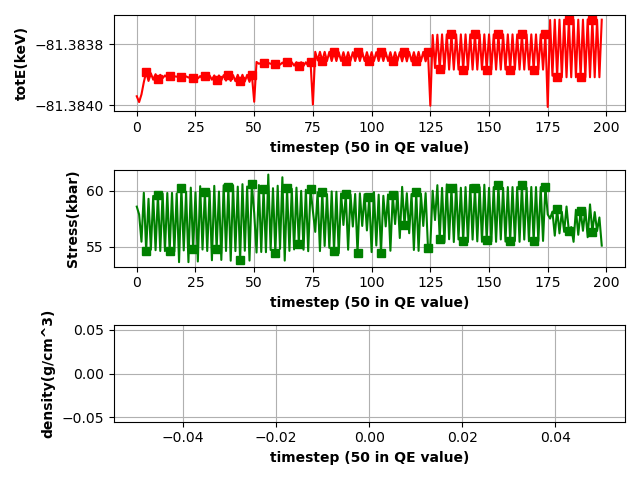 totE(keV)
−81.3838
−81.3840
0 25 50 75 100 125 150 175 200
timestep (50 in QE value)
Stress(kbar)
60
55
0 25 50 75 100 125 150 175 200
timestep (50 in QE value)
density(g/cm^3)
0.05
0.00
−0.05
−0.04 −0.02 0.00 0.02 0.04
timestep (50 in QE value)